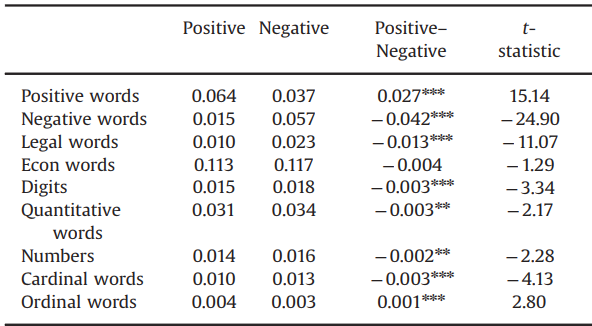 Positive Negative Positive– t-
Negative statistic
Positive words 0.064 0.037 0.027*** 15.14
Negative words 0.015 0.057 −0.042*** −24.90
Legal words 0.010 0.023 −0.013*** −11.07
Econ words 0.113 0.117 −0.004 −1.29
Digits 0.015 0.018 −0.003*** −3.34
Quantitative 0.031 0.034 −0.003** −2.17
words
Numbers 0.014 0.016 −0.002** −2.28
Cardinal words 0.010 0.013 −0.003*** −4.13
Ordinal words 0.004 0.003 0.001*** 2.80